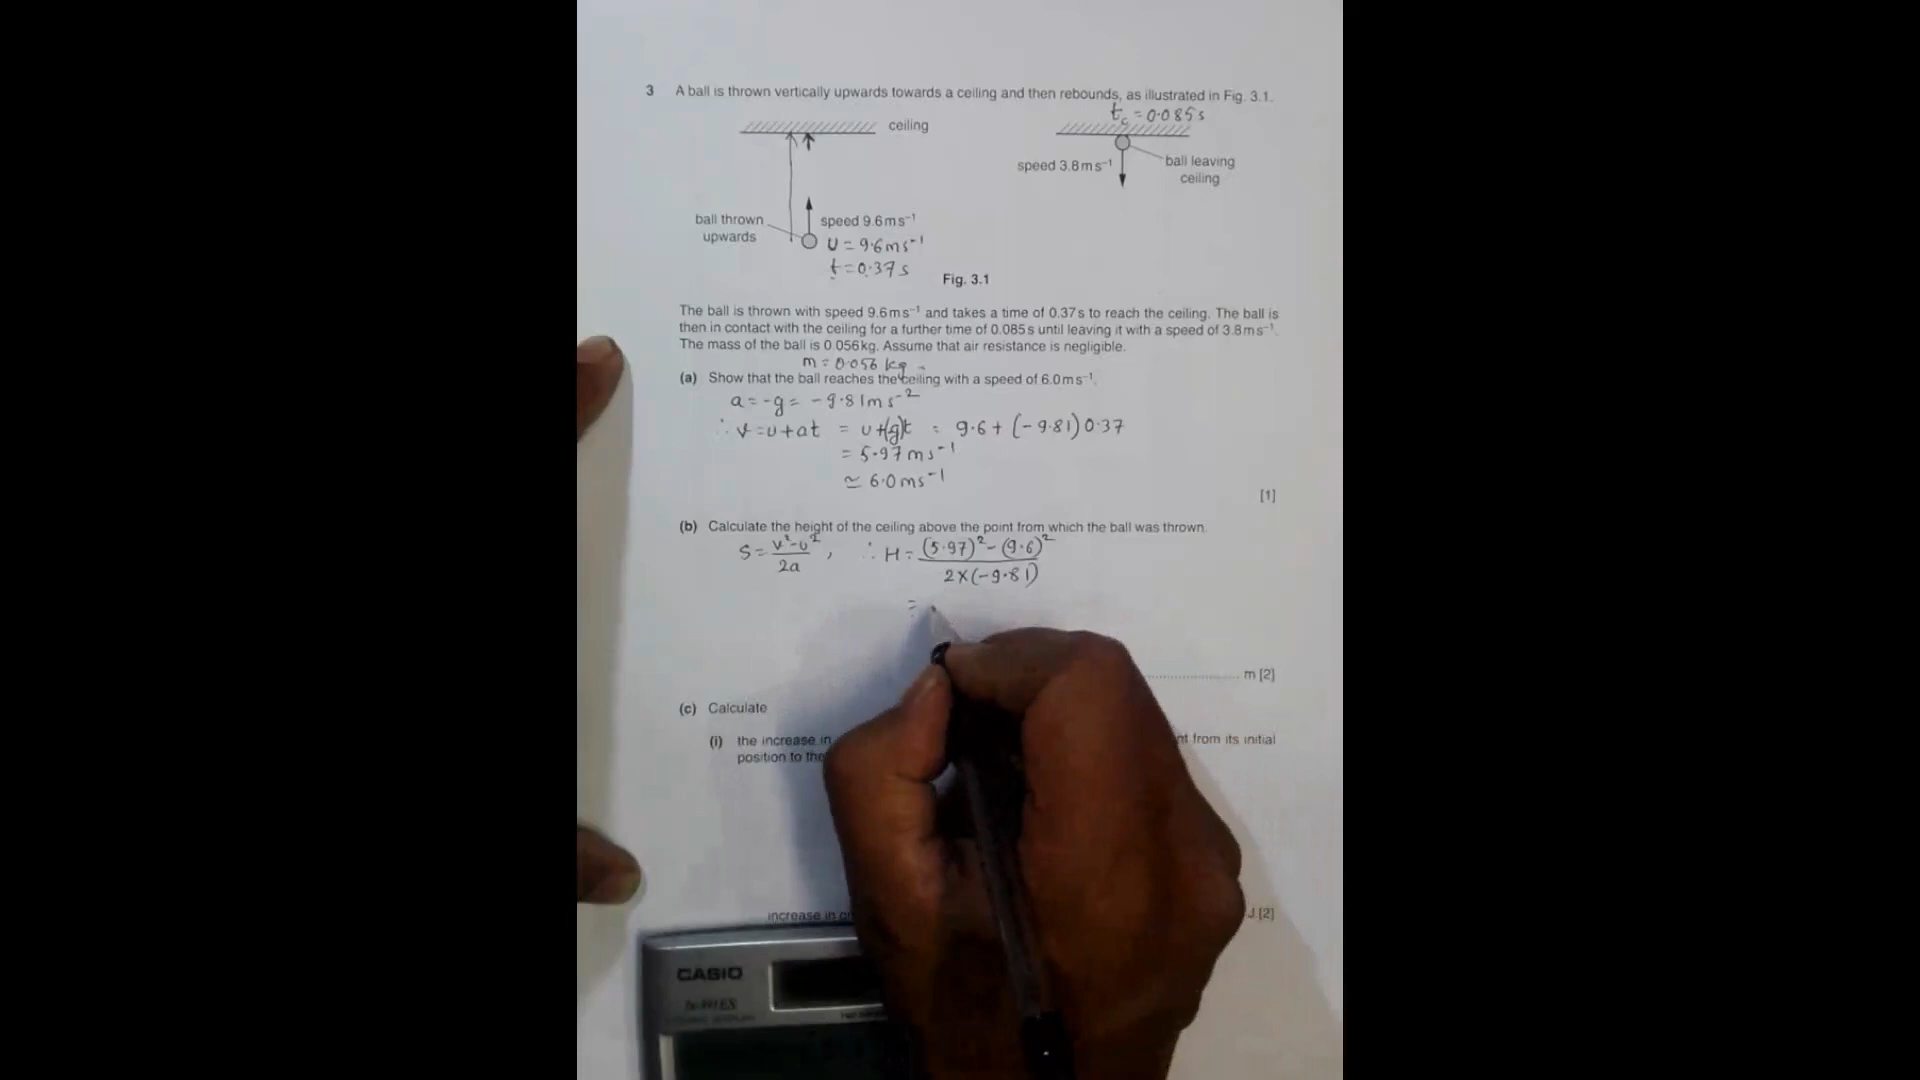 3 A ball is thrown vertically upwards towards a ceiling and then rebounds, as illustrated in Fig. 3.1.
t_c = 0.085 s
ceiling
speed 3.8 m s⁻¹
ball leaving
ceiling
ball thrown
upwards
speed 9.6 m s⁻¹
U = 9.6 m s⁻¹
t = 0.37 s
Fig. 3.1
The ball is thrown with speed 9.6 m s⁻¹ and takes a time of 0.37 s to reach the ceiling. The ball is
then in contact with the ceiling for a further time of 0.085 s until leaving it with a speed of 3.8 m s⁻¹.
The mass of the ball is 0.056 kg. Assume that air resistance is negligible.
m = 0.056 kg
(a) Show that the ball reaches the ceiling with a speed of 6.0 m s⁻¹.
a = -g = -9.81 m s⁻²
∴ v = u + at = u + (-g)t = 9.6 + (-9.81) 0.37
= 5.97 m s⁻¹
≃ 6.0 m s⁻¹
[1]
(b) Calculate the height of the ceiling above the point from which the ball was thrown.
S = (v² - u²) / 2a, ∴ H = ((5.97)² - (9.6)²) / (2 × (-9.81))
=
m [2]
(c) Calculate
(i) the increase in nt from its initial
position to the
increase in J [2]
CASIO